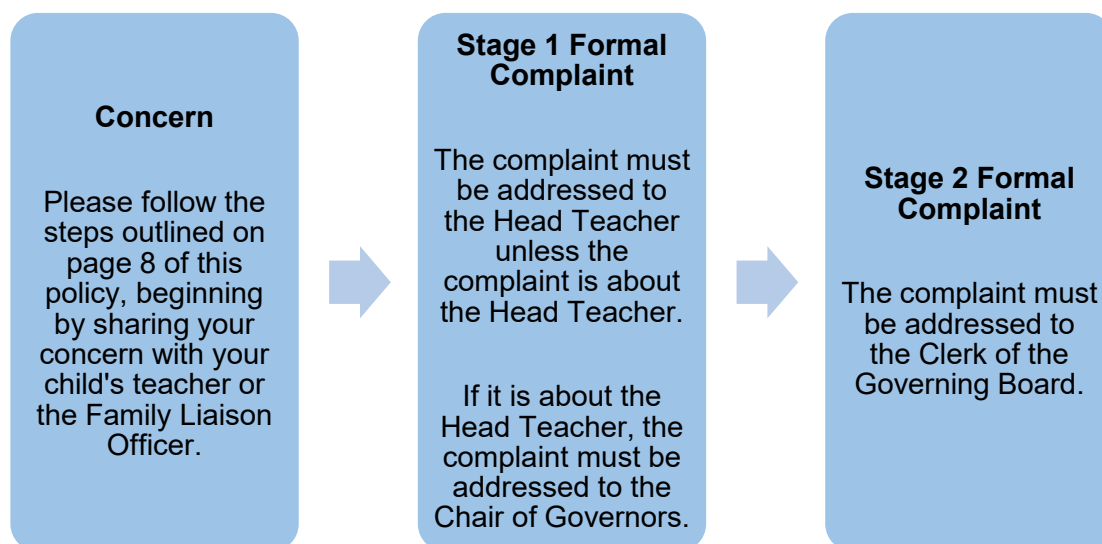 Concern
Please follow the
steps outlined on
page 8 of this
policy, beginning
by sharing your
concern with your
child's teacher or
the Family Liaison
Officer.
Stage 1 Formal
Complaint
The complaint must
be addressed to
the Head Teacher
unless the
complaint is about
the Head Teacher.
If it is about the
Head Teacher, the
complaint must be
addressed to the
Chair of Governors.
Stage 2 Formal
Complaint
The complaint must
be addressed to
the Clerk of the
Governing Board.